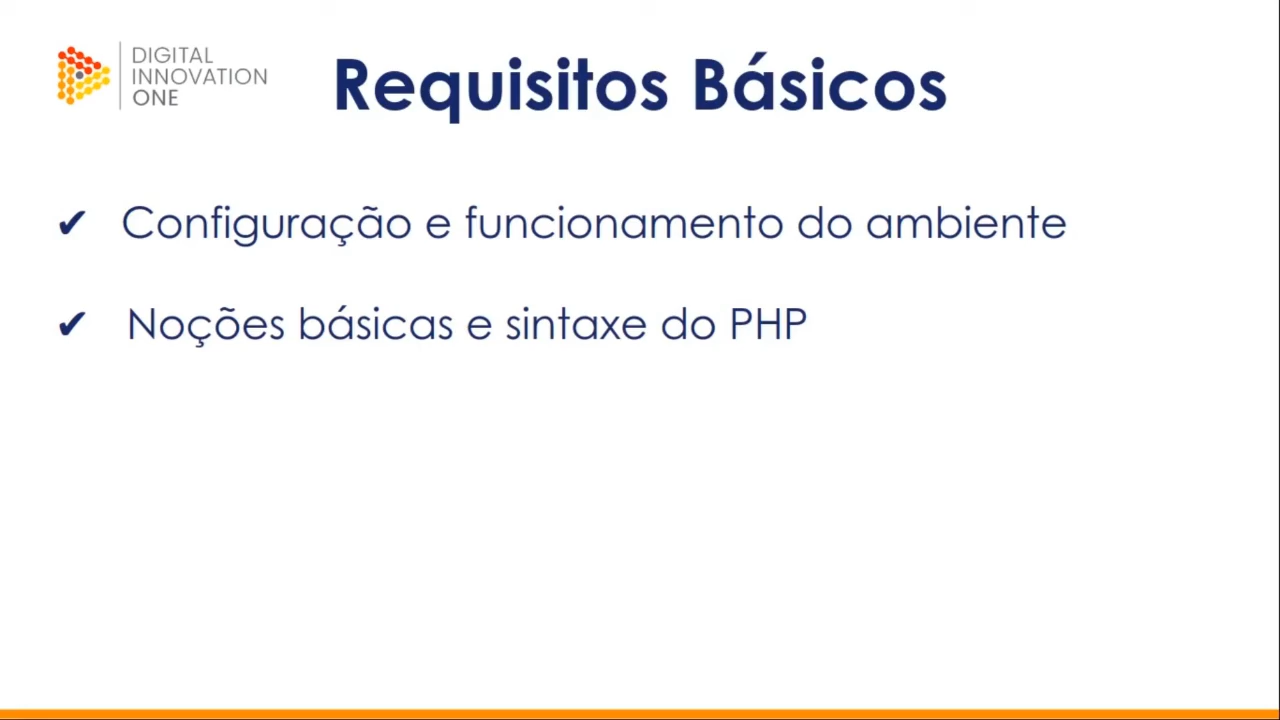 DIGITAL
INNOVATION
ONE
Requisitos Básicos
✔ Configuração e funcionamento do ambiente
✔ Noções básicas e sintaxe do PHP